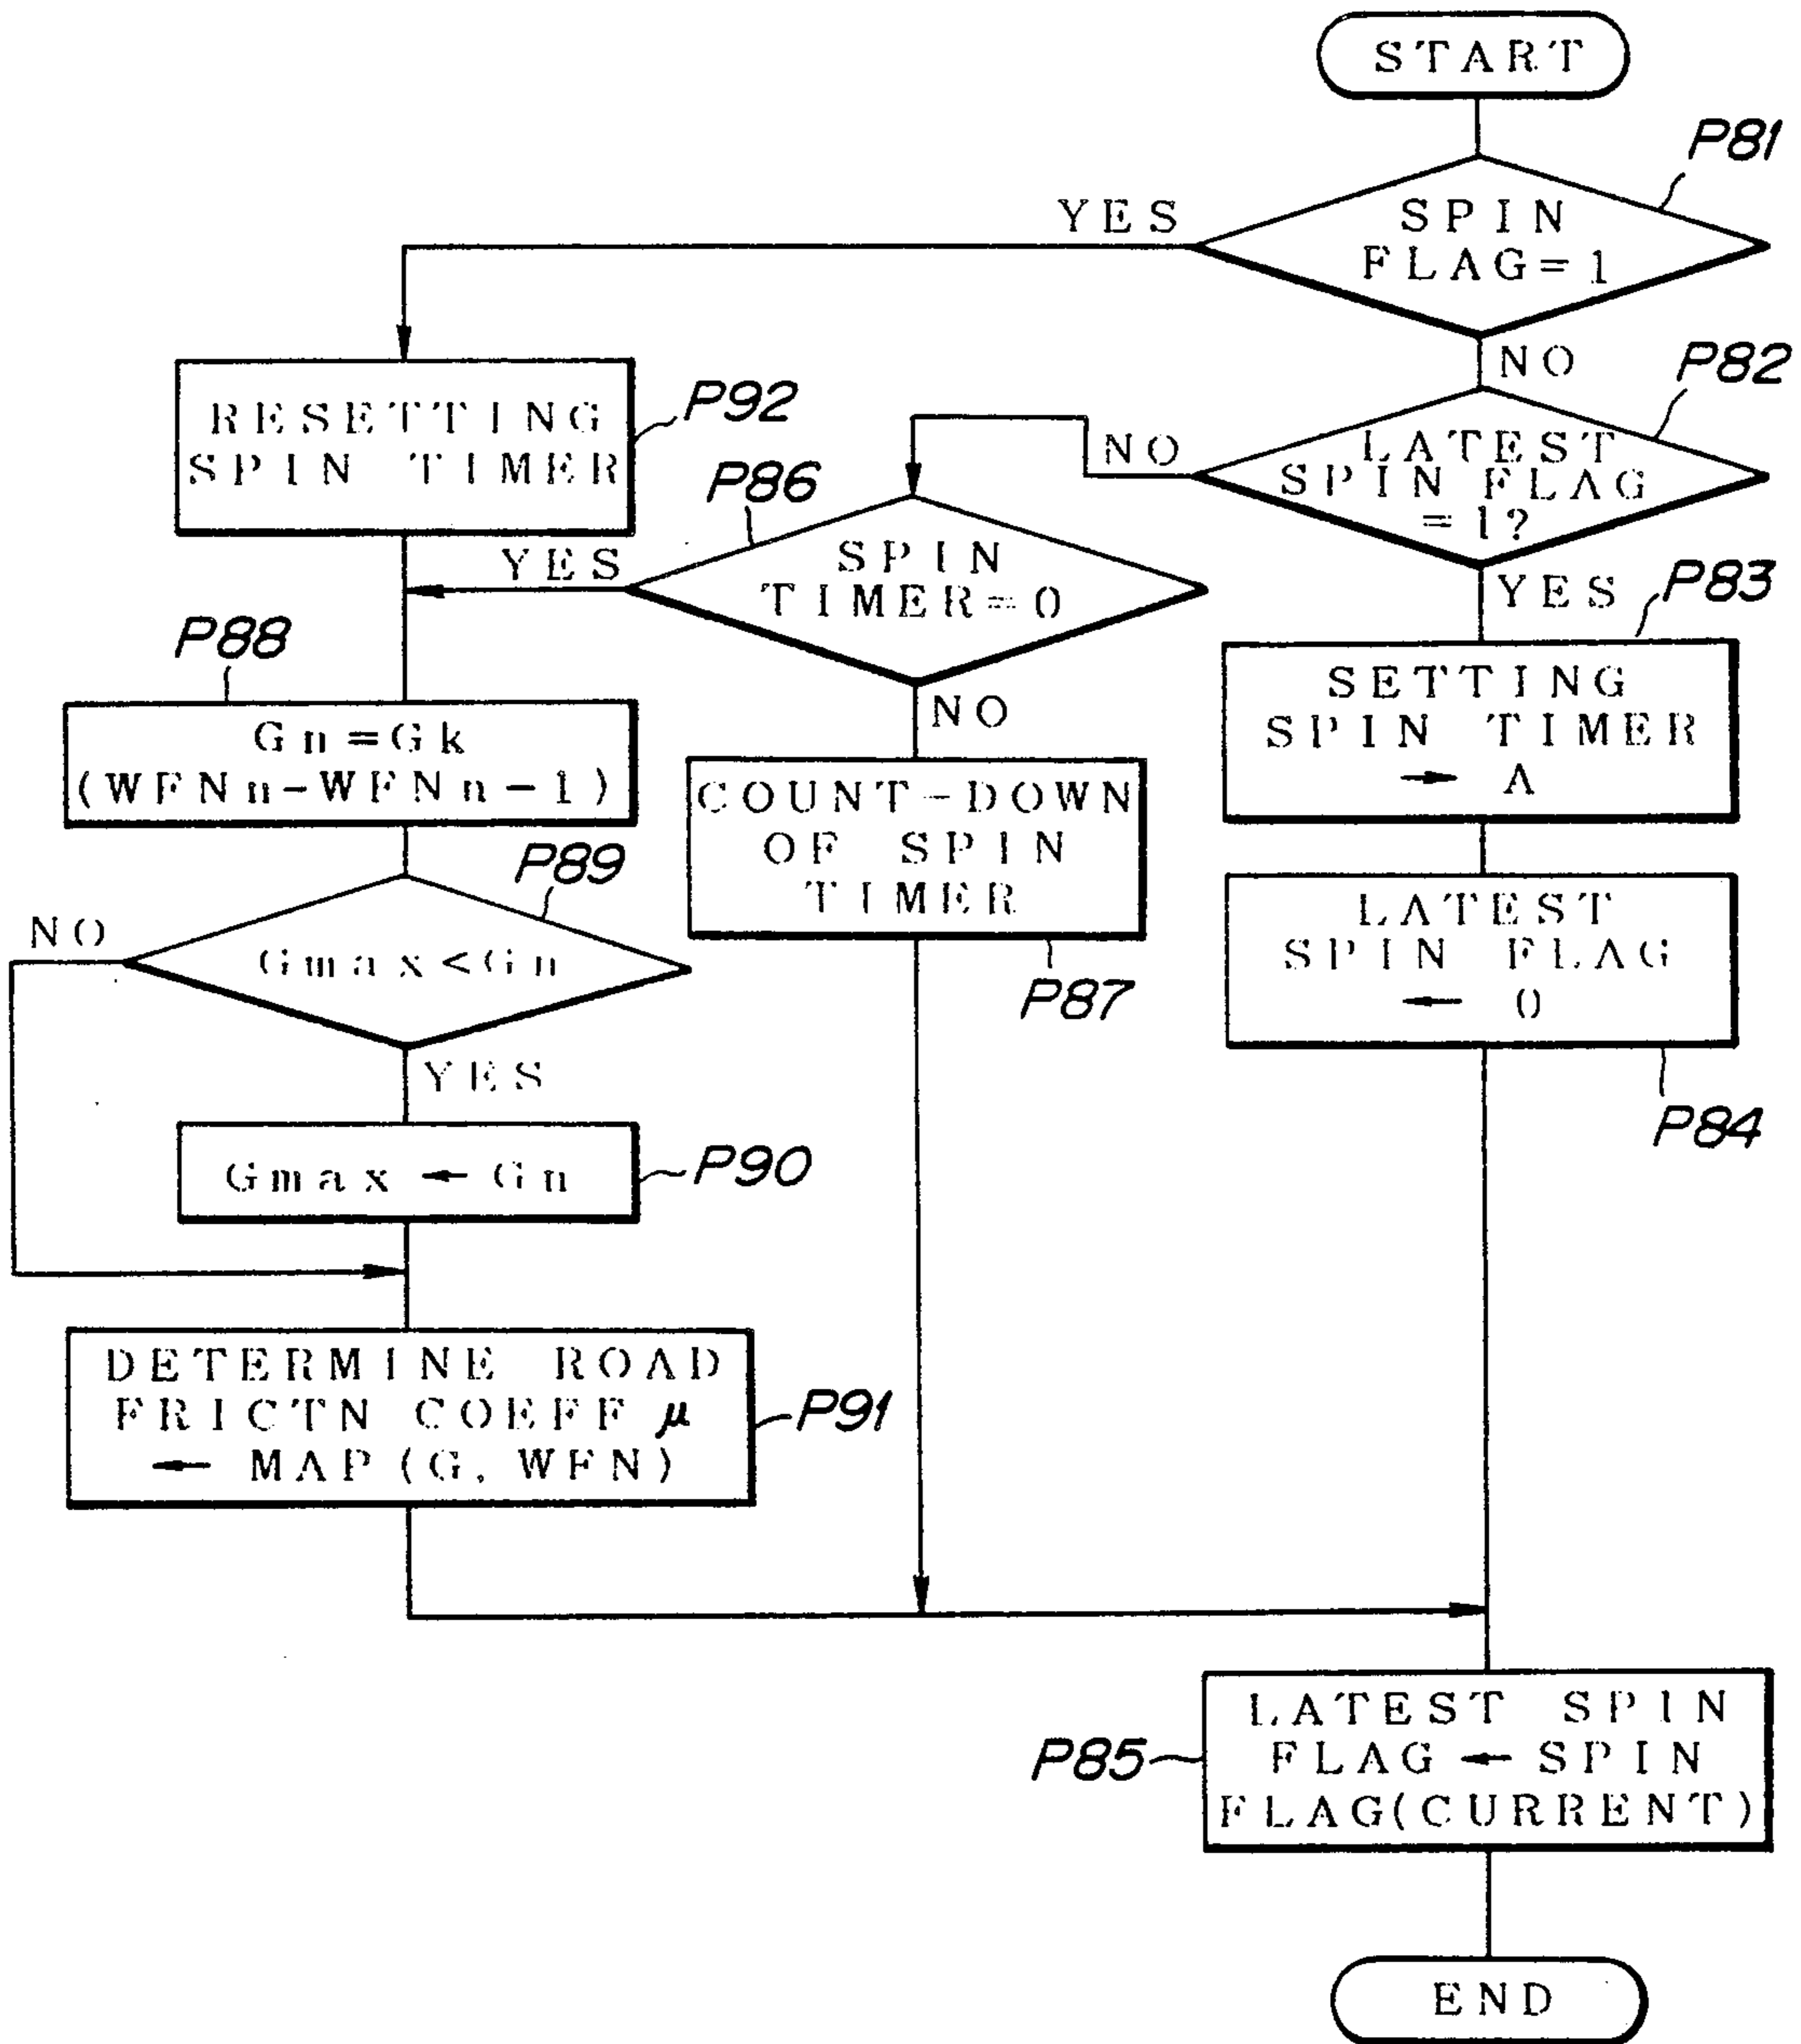 START
P81
SPIN
FLAG=1
YES
NO
P82
LATEST
SPIN FLAG
=1?
NO
YES
P92
RESETTING
SPIN TIMER
P86
SPIN
TIMER=0
YES
NO
P83
SETTING
SPIN TIMER
→ A
P88
Gn=Gk
(WFNn-WFNn-1)
COUNT-DOWN
OF SPIN
TIMER
P87
LATEST
SPIN FLAG
← 0
P84
P89
Gmax<Gn
NO
YES
Gmax ← Gn
P90
DETERMINE ROAD
FRICTN COEFF μ
← MAP (G, WFN)
P91
P85
LATEST SPIN
FLAG ← SPIN
FLAG(CURRENT)
END